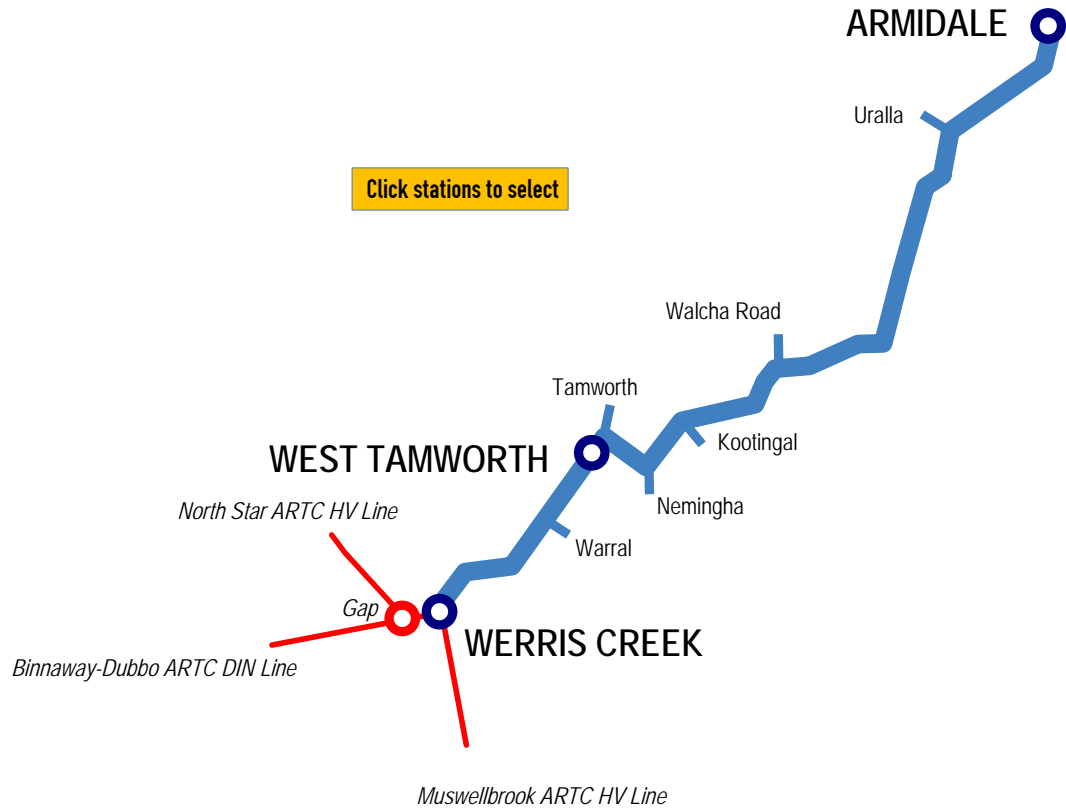 ARMIDALE
Uralla
Click stations to select
Walcha Road
Tamworth
Kootingal
WEST TAMWORTH
Nemingha
North Star ARTC HV Line
Warral
Gap
WERRIS CREEK
Binnaway-Dubbo ARTC DIN Line
Muswellbrook ARTC HV Line